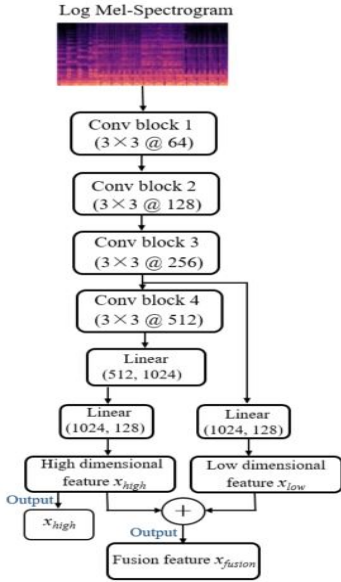 Log Mel-Spectrogram
Conv block 1
(3×3 @ 64)
Conv block 2
(3×3 @ 128)
Conv block 3
(3×3 @ 256)
Conv block 4
(3×3 @ 512)
Linear
(512, 1024)
Linear
(1024, 128)
Linear
(1024, 128)
High dimensional
feature x_high
Low dimensional
feature x_low
Output
x_high
+
Output
Fusion feature x_fusion